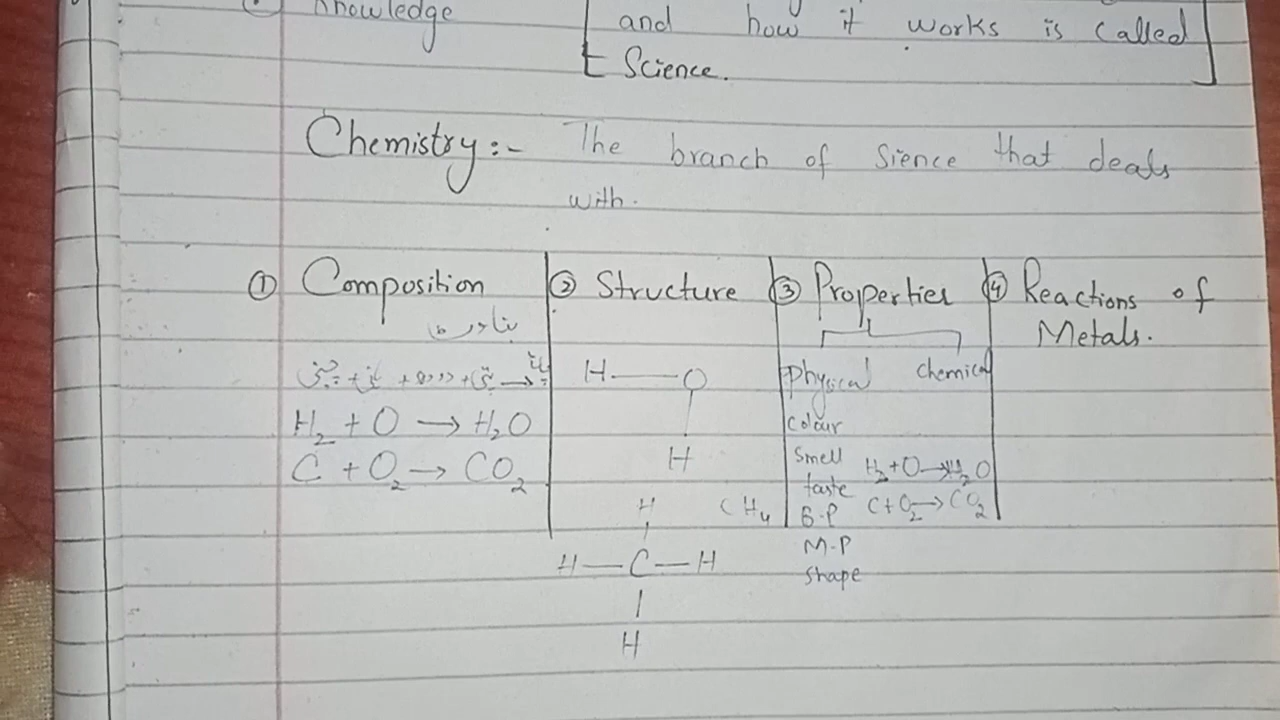 Knowledge
and how it works is called
Science.
Chemistry:- The branch of Sience that deals
with.
① Composition
بناوٹ
H₂ + O → H₂O
C + O₂ → CO₂
② Structure
H — O
H
H CH₄
H — C — H
H
③ Properties
Physical chemical
colour
smell
taste
B.P
M.P
shape
H₂+O→H₂O
C+O₂→CO₂
④ Reactions of
Metals.